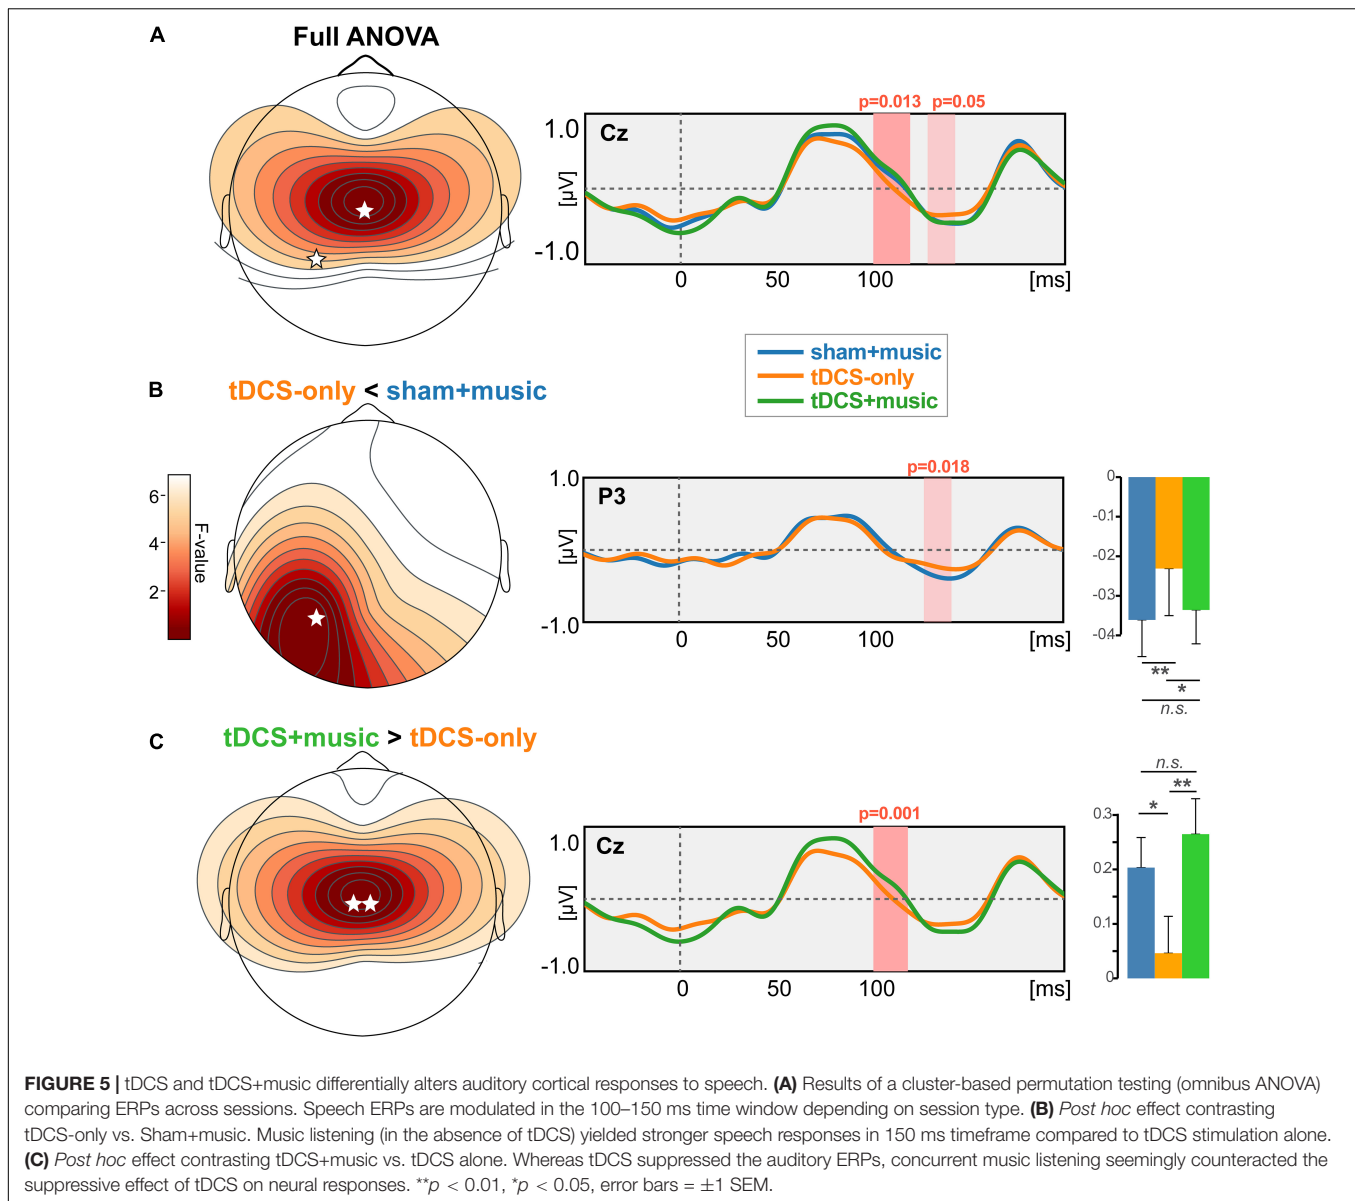 A
Full ANOVA
p=0.013 p=0.05
1.0
Cz
[µV]
-1.0
0 50 100 [ms]
sham+music
tDCS-only
tDCS+music
B
tDCS-only < sham+music
6
4
2
F-value
p=0.018
1.0
P3
[µV]
-1.0
0 50 100 [ms]
0
-0.1
-0.2
-0.3
-0.4
**
*
n.s.
C
tDCS+music > tDCS-only
p=0.001
1.0
Cz
[µV]
-1.0
0 50 100 [ms]
n.s.
**
*
0.3
0.2
0.1
0
FIGURE 5 | tDCS and tDCS+music differentially alters auditory cortical responses to speech. (A) Results of a cluster-based permutation testing (omnibus ANOVA)
comparing ERPs across sessions. Speech ERPs are modulated in the 100–150 ms time window depending on session type. (B) Post hoc effect contrasting
tDCS-only vs. Sham+music. Music listening (in the absence of tDCS) yielded stronger speech responses in 150 ms timeframe compared to tDCS stimulation alone.
(C) Post hoc effect contrasting tDCS+music vs. tDCS alone. Whereas tDCS suppressed the auditory ERPs, concurrent music listening seemingly counteracted the
suppressive effect of tDCS on neural responses. **p < 0.01, *p < 0.05, error bars = ±1 SEM.